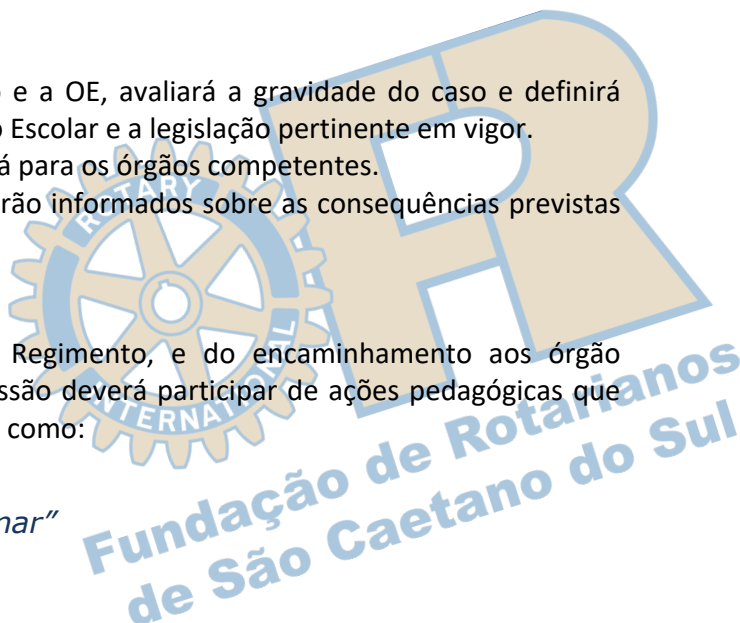 e a OE, avaliará a gravidade do caso e definirá
Escolar e a legislação pertinente em vigor.
á para os órgãos competentes.
rão informados sobre as consequências previstas
Regimento, e do encaminhamento aos órgão
ssão deverá participar de ações pedagógicas que
como:
nar”
ROTARY
INTERNATIONAL
Fundação de Rotarianos
de São Caetano do Sul